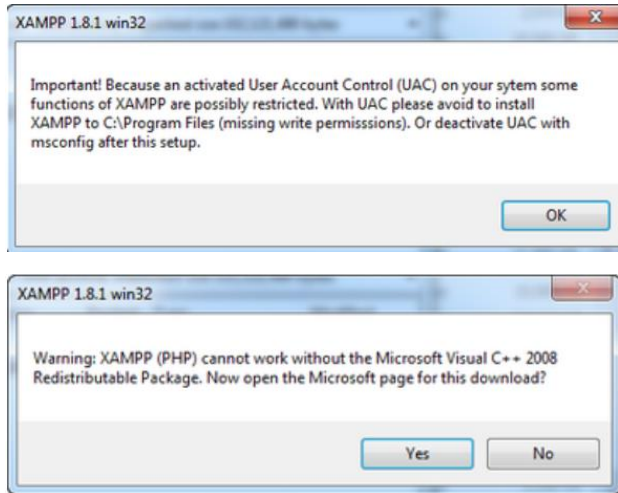 XAMPP 1.8.1 win32
Important! Because an activated User Account Control (UAC) on your sytem some
functions of XAMPP are possibly restricted. With UAC please avoid to install
XAMPP to C:\Program Files (missing write permisssions). Or deactivate UAC with
msconfig after this setup.
OK
XAMPP 1.8.1 win32
Warning: XAMPP (PHP) cannot work without the Microsoft Visual C++ 2008
Redistributable Package. Now open the Microsoft page for this download?
Yes
No